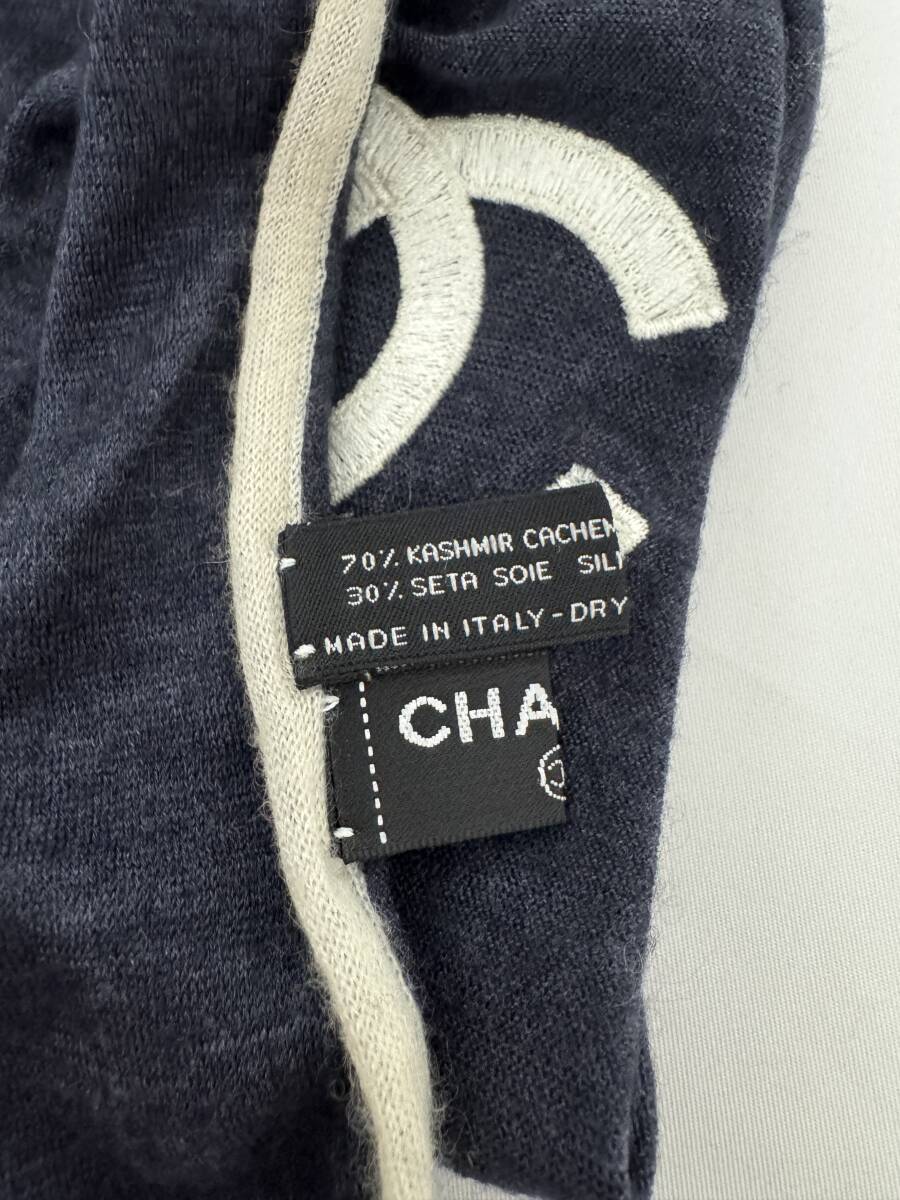 70% KASHMIR CACHEM
30% SETA SOIE SIL
MADE IN ITALY - DRY
CHA